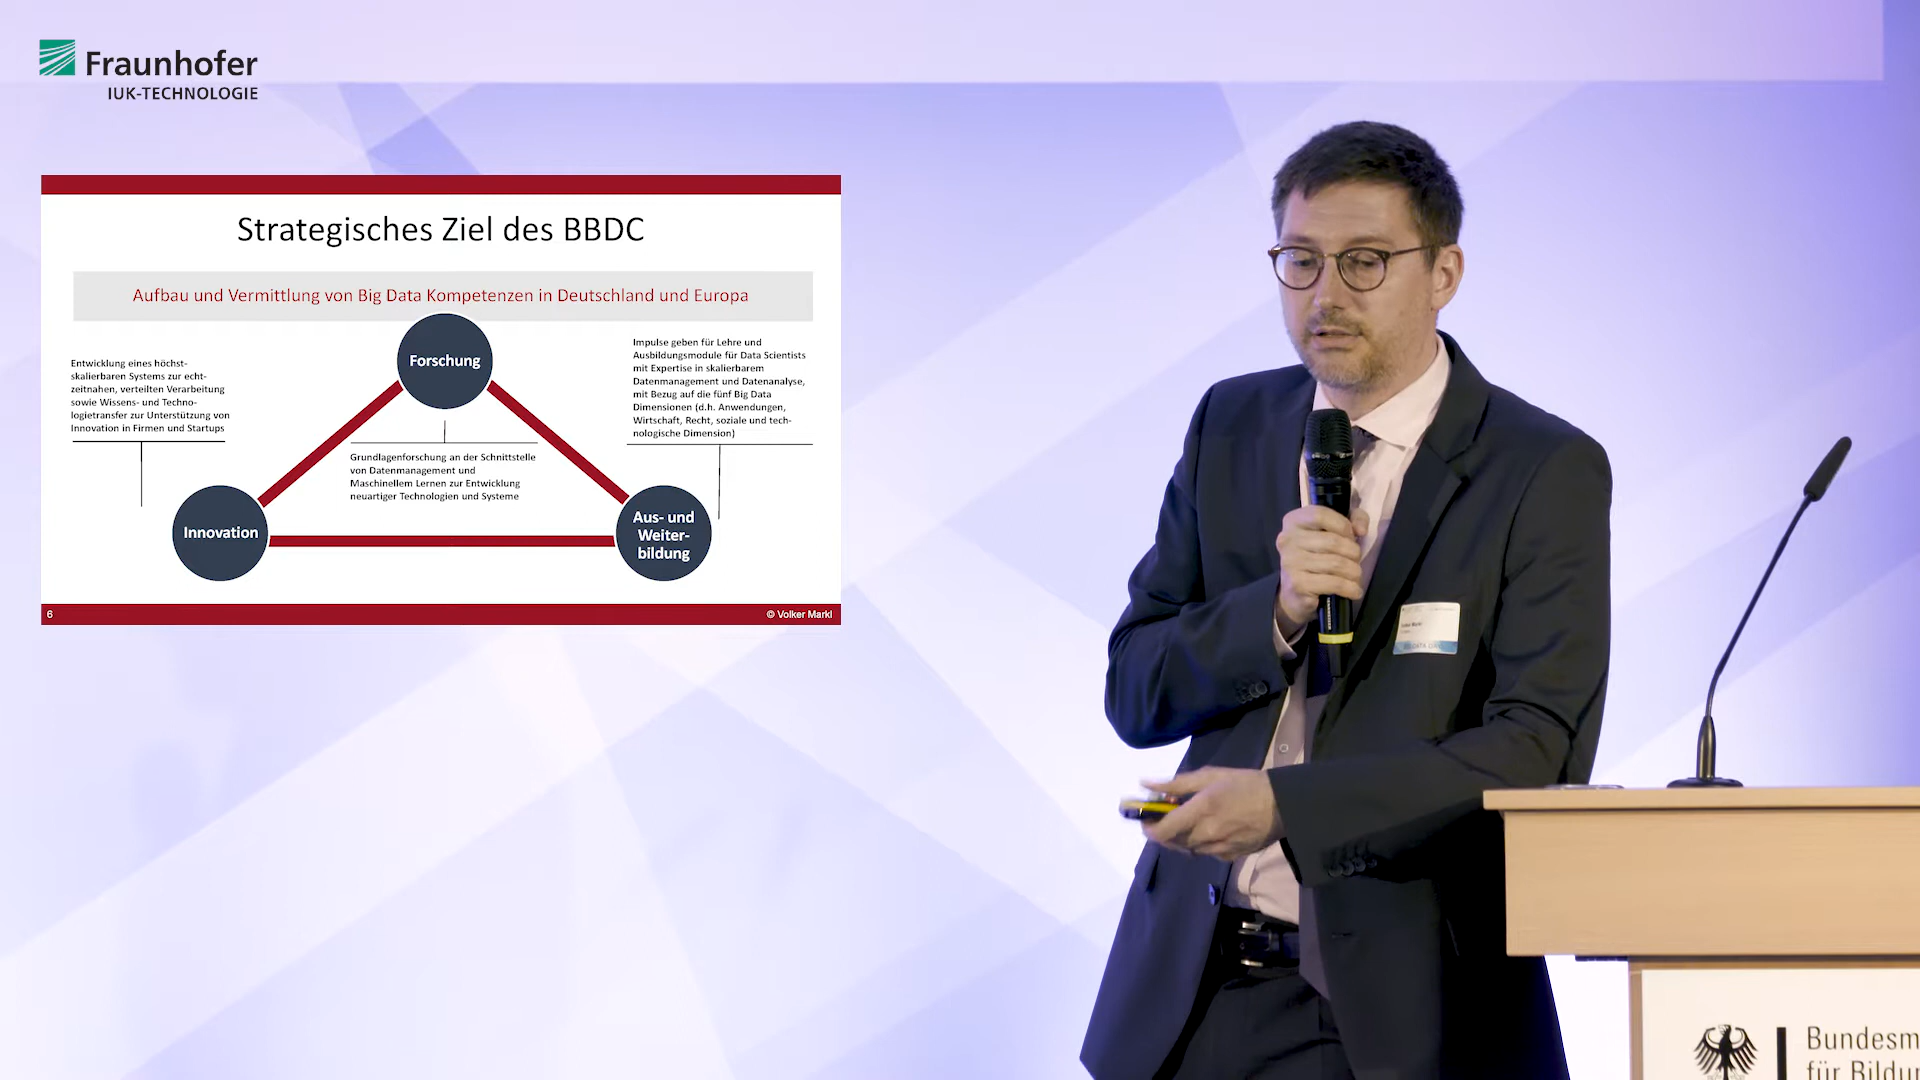 Fraunhofer
IUK-TECHNOLOGIE
Strategisches Ziel des BBDC
Aufbau und Vermittlung von Big Data Kompetenzen in Deutschland und Europa
Forschung
Entwicklung eines höchst-
skalierbaren Systems zur echt-
zeitnahen, verteilten Verarbeitung
sowie Wissens- und Techno-
logietransfer zur Unterstützung von
Innovation in Firmen und Startups
Impulse geben für Lehre und
Ausbildungsmodule für Data Scientists
mit Expertise in skalierbarem
Datenmanagement und Datenanalyse,
mit Bezug auf die fünf Big Data
Dimensionen (d.h. Anwendungen,
Wirtschaft, Recht, soziale und tech-
nologische Dimension)
Grundlagenforschung an der Schnittstelle
von Datenmanagement und
Maschinellem Lernen zur Entwicklung
neuartiger Technologien und Systeme
Innovation
Aus- und
Weiter-
bildung
6
© Volker Markl
Bundesm
für Bildu